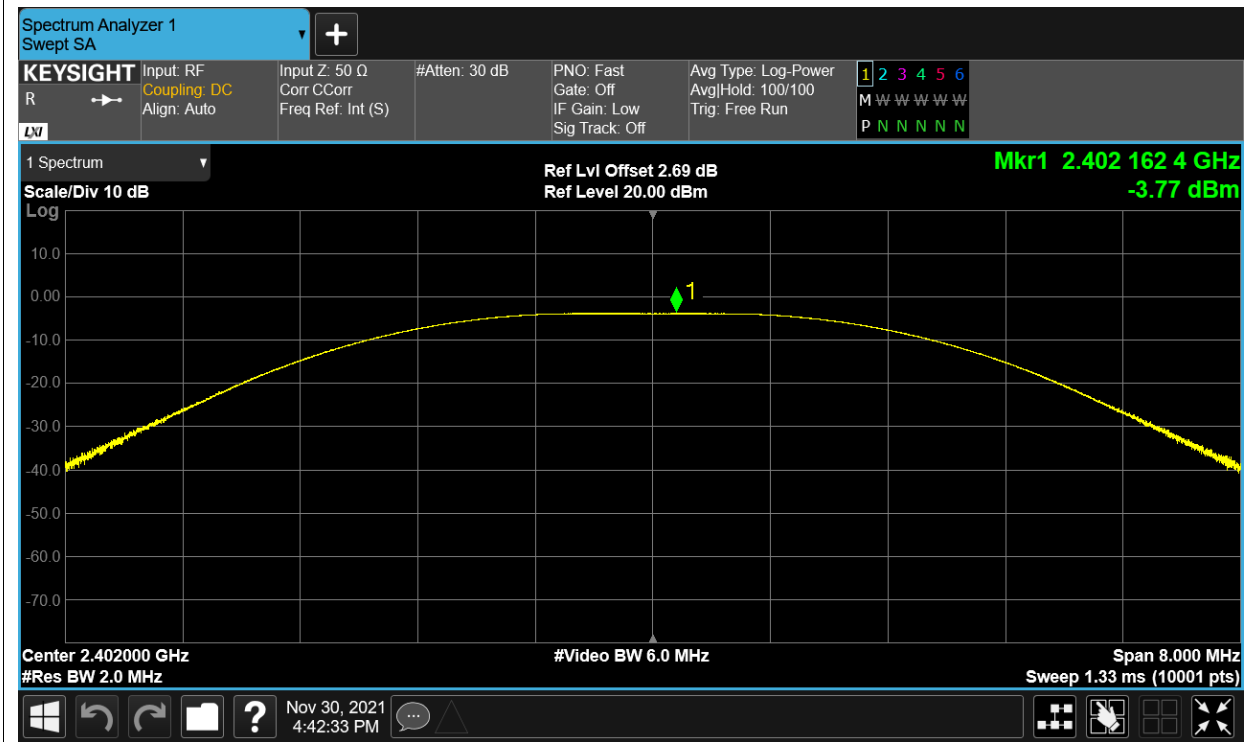 Spectrum Analyzer 1
Swept SA
KEYSIGHT
R
LXI
Input: RF
Coupling: DC
Align: Auto
Input Z: 50 Ω
Corr CCorr
Freq Ref: Int (S)
#Atten: 30 dB
PNO: Fast
Gate: Off
IF Gain: Low
Sig Track: Off
Avg Type: Log-Power
Avg|Hold: 100/100
Trig: Free Run
1 2 3 4 5 6
M W W W W W
P N N N N N
1 Spectrum
Scale/Div 10 dB
Log
Ref Lvl Offset 2.69 dB
Ref Level 20.00 dBm
Mkr1 2.402 162 4 GHz
-3.77 dBm
10.0
0.00
-10.0
-20.0
-30.0
-40.0
-50.0
-60.0
-70.0
1
Center 2.402000 GHz
#Res BW 2.0 MHz
#Video BW 6.0 MHz
Span 8.000 MHz
Sweep 1.33 ms (10001 pts)
?
Nov 30, 2021
4:42:33 PM